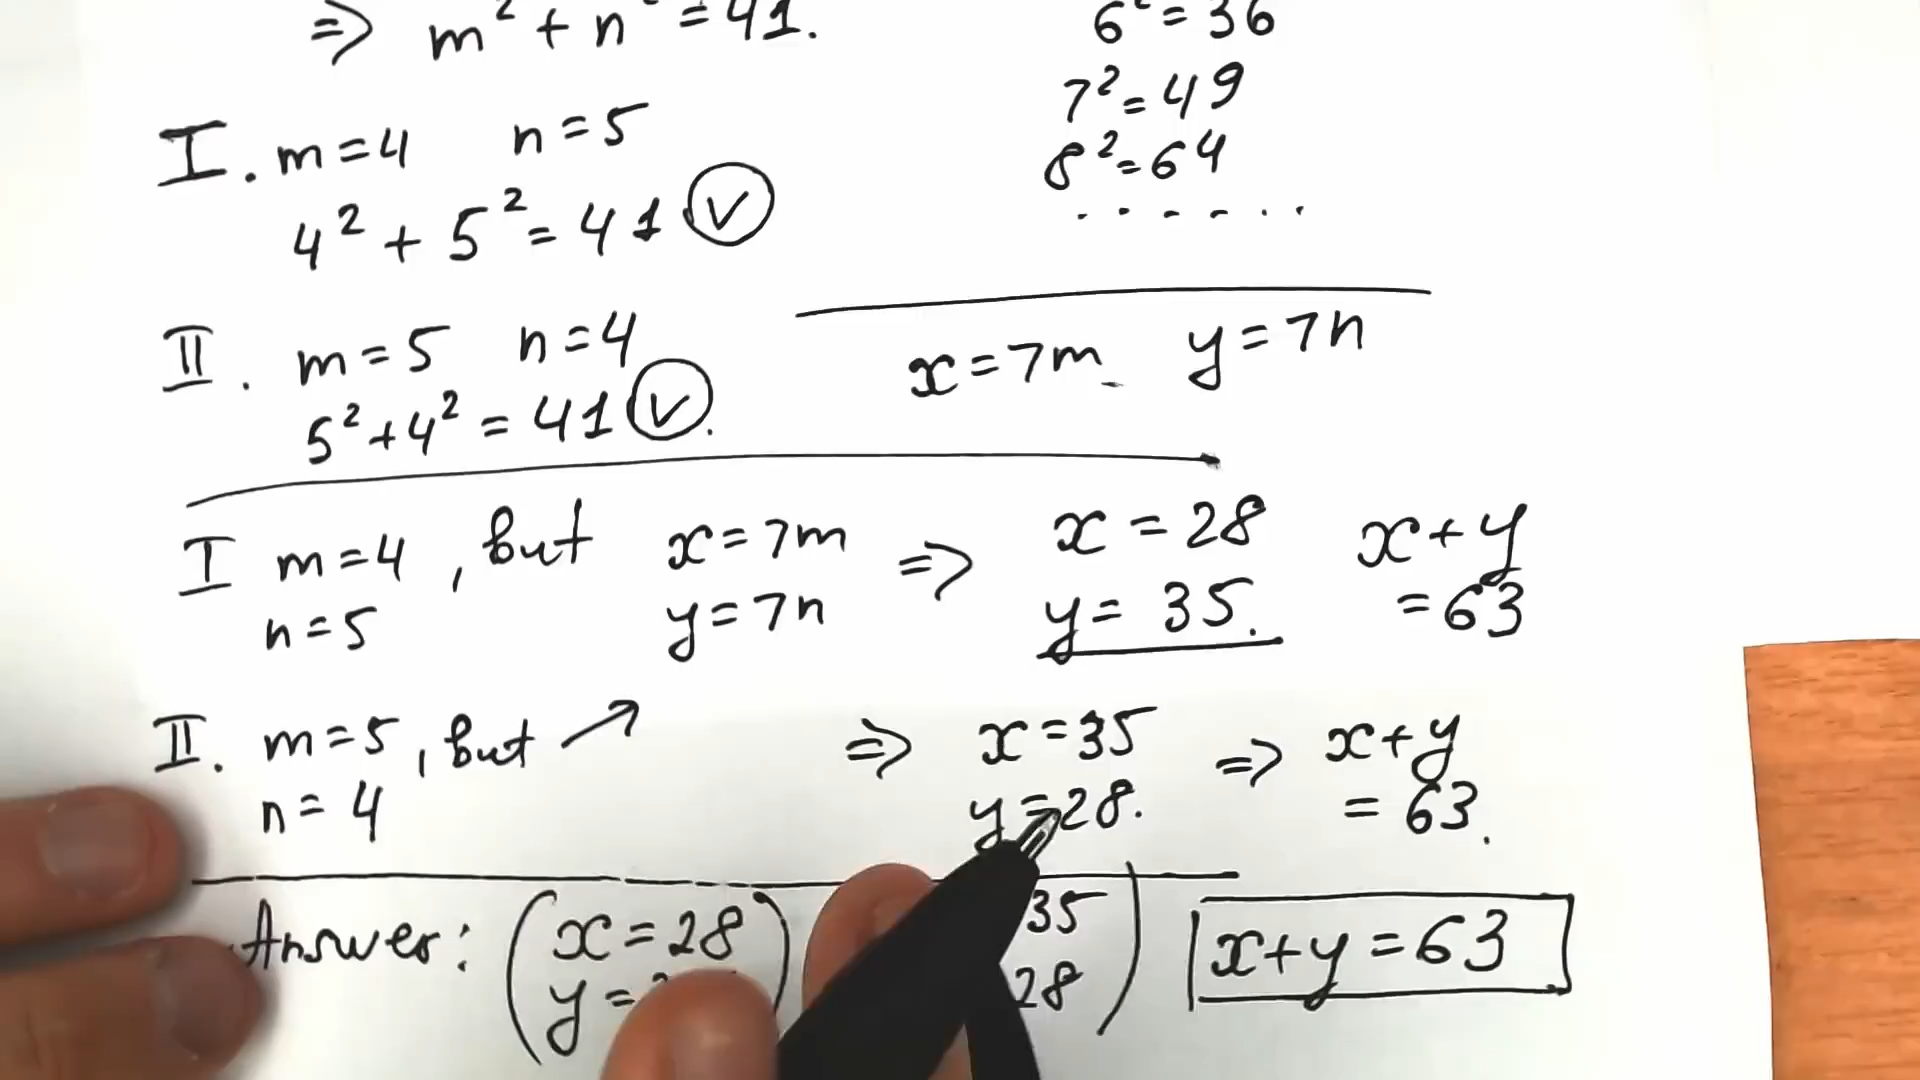 => m² + n² = 41.
6² = 36
7² = 49
8² = 64
. . . . . .
I. m = 4 n = 5
4² + 5² = 41 ✓
II. m = 5 n = 4
5² + 4² = 41 ✓.
x = 7m y = 7n
I m = 4, but x = 7m => x = 28 x + y
n = 5 y = 7n y = 35. = 63
II. m = 5, but ↗ => x = 35 => x + y
n = 4 y = 28. = 63.
Answer: (x = 28) 35) x + y = 63
y = 28